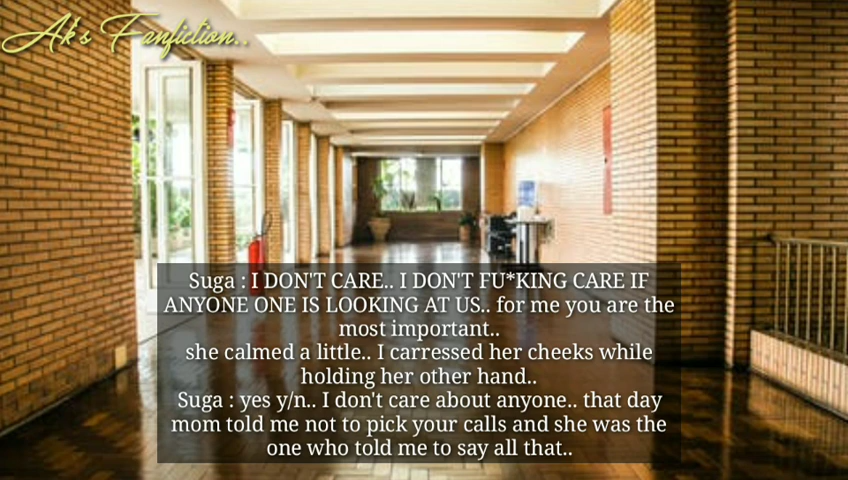 Ak's Fanfiction..
Suga : I DON'T CARE.. I DON'T FU*KING CARE IF
ANYONE ONE IS LOOKING AT US.. for me you are the
most important..
she calmed a little.. I carressed her cheeks while
holding her other hand..
Suga : yes y/n.. I don't care about anyone.. that day
mom told me not to pick your calls and she was the
one who told me to say all that..